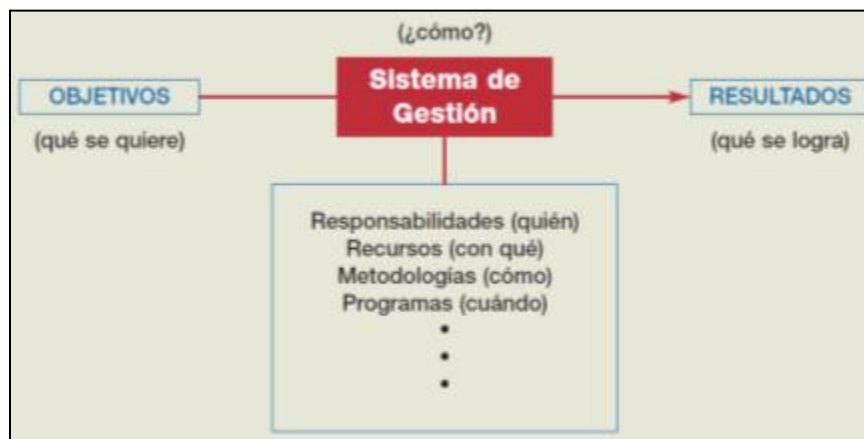 (¿cómo?)
OBJETIVOS
Sistema de
Gestión
RESULTADOS
(qué se quiere)
(qué se logra)
Responsabilidades (quién)
Recursos (con qué)
Metodologías (cómo)
Programas (cuándo)
•
•
•